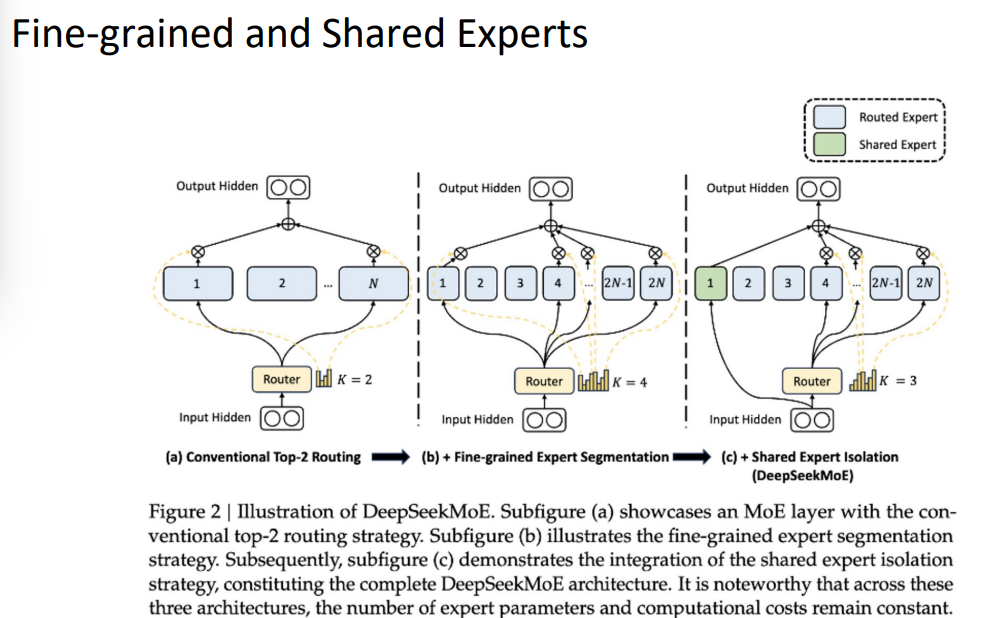 Fine-grained and Shared Experts
Routed Expert
Shared Expert
Output Hidden
1
2
...
N
Router
K = 2
Input Hidden
(a) Conventional Top-2 Routing
Output Hidden
1
2
3
4
...
2N-1
2N
Router
K = 4
Input Hidden
(b) + Fine-grained Expert Segmentation
Output Hidden
1
2
3
4
...
2N-1
2N
Router
K = 3
Input Hidden
(c) + Shared Expert Isolation
(DeepSeekMoE)
Figure 2 | Illustration of DeepSeekMoE. Subfigure (a) showcases an MoE layer with the con-
ventional top-2 routing strategy. Subfigure (b) illustrates the fine-grained expert segmentation
strategy. Subsequently, subfigure (c) demonstrates the integration of the shared expert isolation
strategy, constituting the complete DeepSeekMoE architecture. It is noteworthy that across these
three architectures, the number of expert parameters and computational costs remain constant.